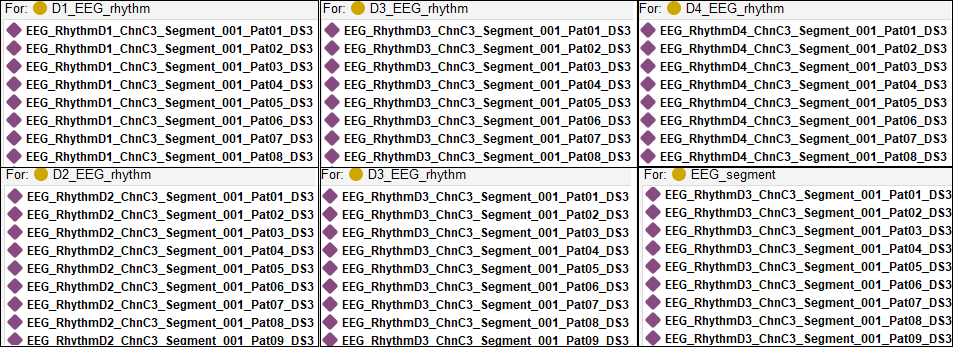 For: D1_EEG_rhythm
EEG_RhythmD1_ChnC3_Segment_001_Pat01_DS3
EEG_RhythmD1_ChnC3_Segment_001_Pat02_DS3
EEG_RhythmD1_ChnC3_Segment_001_Pat03_DS3
EEG_RhythmD1_ChnC3_Segment_001_Pat04_DS3
EEG_RhythmD1_ChnC3_Segment_001_Pat05_DS3
EEG_RhythmD1_ChnC3_Segment_001_Pat06_DS3
EEG_RhythmD1_ChnC3_Segment_001_Pat07_DS3
EEG_RhythmD1_ChnC3_Segment_001_Pat08_DS3
For: D3_EEG_rhythm
EEG_RhythmD3_ChnC3_Segment_001_Pat01_DS3
EEG_RhythmD3_ChnC3_Segment_001_Pat02_DS3
EEG_RhythmD3_ChnC3_Segment_001_Pat03_DS3
EEG_RhythmD3_ChnC3_Segment_001_Pat04_DS3
EEG_RhythmD3_ChnC3_Segment_001_Pat05_DS3
EEG_RhythmD3_ChnC3_Segment_001_Pat06_DS3
EEG_RhythmD3_ChnC3_Segment_001_Pat07_DS3
EEG_RhythmD3_ChnC3_Segment_001_Pat08_DS3
For: D4_EEG_rhythm
EEG_RhythmD4_ChnC3_Segment_001_Pat01_DS3
EEG_RhythmD4_ChnC3_Segment_001_Pat02_DS3
EEG_RhythmD4_ChnC3_Segment_001_Pat03_DS3
EEG_RhythmD4_ChnC3_Segment_001_Pat04_DS3
EEG_RhythmD4_ChnC3_Segment_001_Pat05_DS3
EEG_RhythmD4_ChnC3_Segment_001_Pat06_DS3
EEG_RhythmD4_ChnC3_Segment_001_Pat07_DS3
EEG_RhythmD4_ChnC3_Segment_001_Pat08_DS3
For: D2_EEG_rhythm
EEG_RhythmD2_ChnC3_Segment_001_Pat01_DS3
EEG_RhythmD2_ChnC3_Segment_001_Pat02_DS3
EEG_RhythmD2_ChnC3_Segment_001_Pat03_DS3
EEG_RhythmD2_ChnC3_Segment_001_Pat04_DS3
EEG_RhythmD2_ChnC3_Segment_001_Pat05_DS3
EEG_RhythmD2_ChnC3_Segment_001_Pat06_DS3
EEG_RhythmD2_ChnC3_Segment_001_Pat07_DS3
EEG_RhythmD2_ChnC3_Segment_001_Pat08_DS3
EEG_RhythmD2_ChnC3_Segment_001_Pat09_DS3
For: D3_EEG_rhythm
EEG_RhythmD3_ChnC3_Segment_001_Pat01_DS3
EEG_RhythmD3_ChnC3_Segment_001_Pat02_DS3
EEG_RhythmD3_ChnC3_Segment_001_Pat03_DS3
EEG_RhythmD3_ChnC3_Segment_001_Pat04_DS3
EEG_RhythmD3_ChnC3_Segment_001_Pat05_DS3
EEG_RhythmD3_ChnC3_Segment_001_Pat06_DS3
EEG_RhythmD3_ChnC3_Segment_001_Pat07_DS3
EEG_RhythmD3_ChnC3_Segment_001_Pat08_DS3
EEG_RhythmD3_ChnC3_Segment_001_Pat09_DS3
For: EEG_segment
EEG_RhythmD3_ChnC3_Segment_001_Pat01_DS3
EEG_RhythmD3_ChnC3_Segment_001_Pat02_DS3
EEG_RhythmD3_ChnC3_Segment_001_Pat03_DS3
EEG_RhythmD3_ChnC3_Segment_001_Pat04_DS3
EEG_RhythmD3_ChnC3_Segment_001_Pat05_DS3
EEG_RhythmD3_ChnC3_Segment_001_Pat06_DS3
EEG_RhythmD3_ChnC3_Segment_001_Pat07_DS3
EEG_RhythmD3_ChnC3_Segment_001_Pat08_DS3
EEG_RhythmD3_ChnC3_Segment_001_Pat09_DS3